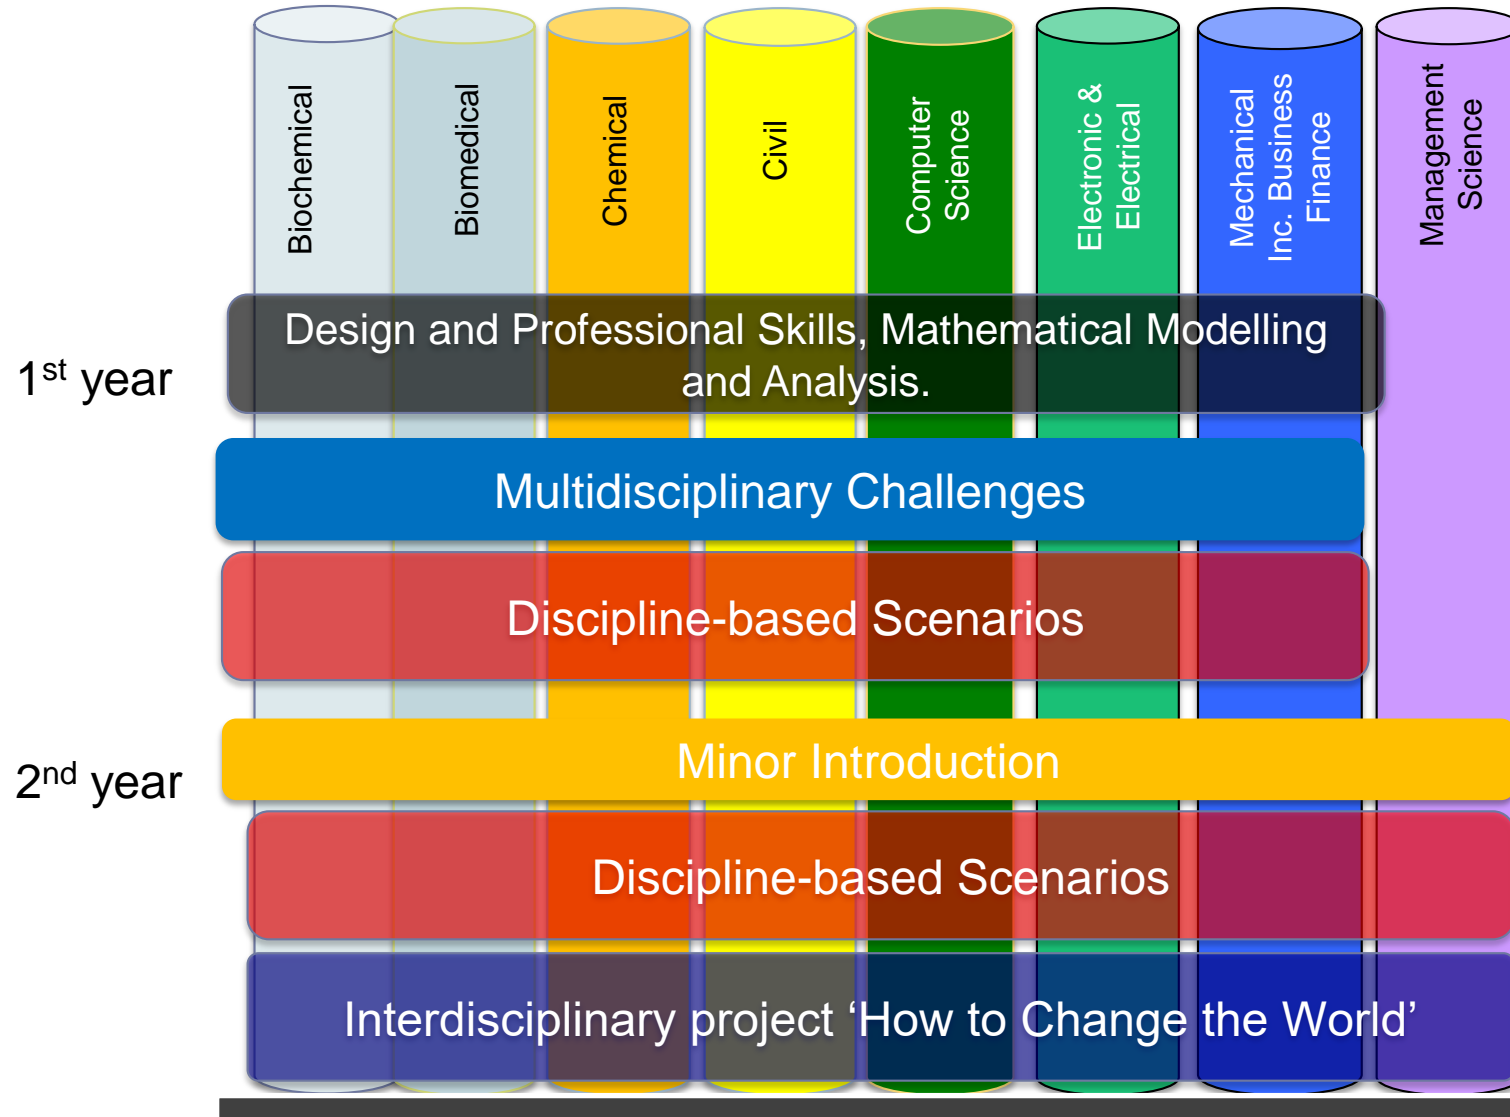 Biochemical
Biomedical
Chemical
Civil
Computer
Science
Electronic &
Electrical
Mechanical
Inc. Business
Finance
Management
Science
1st year
Design and Professional Skills, Mathematical Modelling
and Analysis.
Multidisciplinary Challenges
Discipline-based Scenarios
2nd year
Minor Introduction
Discipline-based Scenarios
Interdisciplinary project ‘How to Change the World’